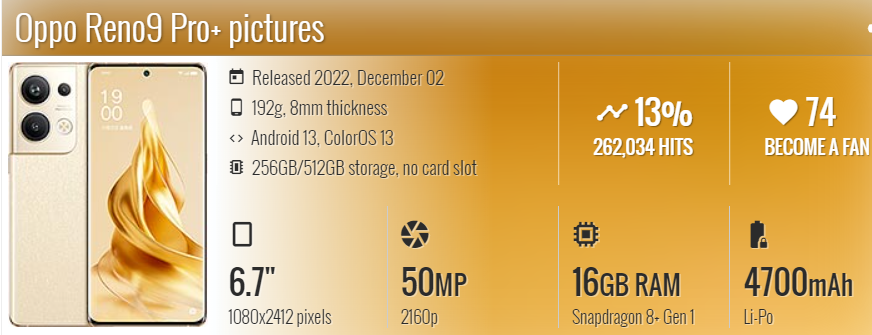 Oppo Reno9 Pro+ pictures
19
00
Released 2022, December 02
192g, 8mm thickness
Android 13, ColorOS 13
256GB/512GB storage, no card slot
13%
262,034 HITS
74
BECOME A FAN
6.7"
1080x2412 pixels
50MP
2160p
16GB RAM
Snapdragon 8+ Gen 1
4700mAh
Li-Po